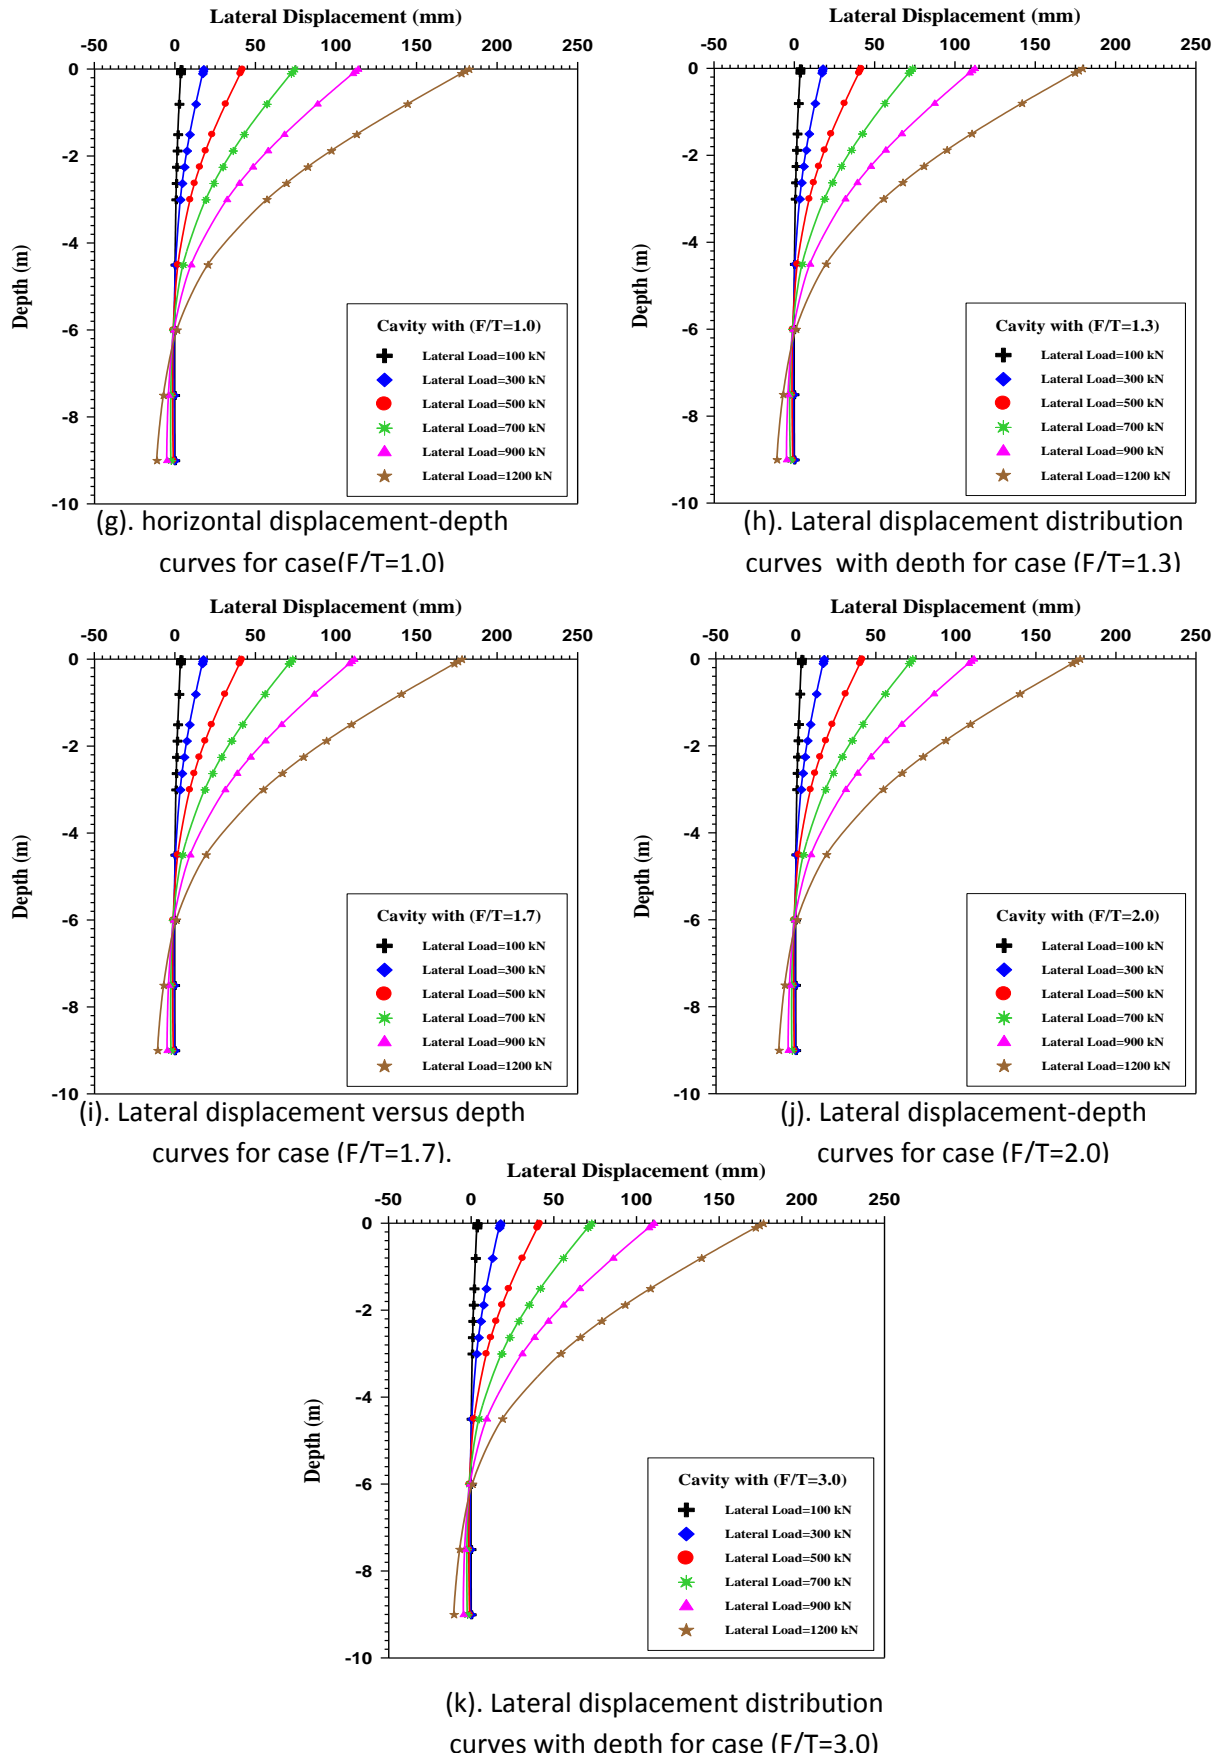 Lateral Displacement (mm)
-50 0 50 100 150 200 250
0
-2
-4
-6
-8
-10
Depth (m)
Cavity with (F/T=1.0)
Lateral Load=100 kN
Lateral Load=300 kN
Lateral Load=500 kN
Lateral Load=700 kN
Lateral Load=900 kN
Lateral Load=1200 kN
(g). horizontal displacement-depth
curves for case(F/T=1.0)
Lateral Displacement (mm)
-50 0 50 100 150 200 250
0
-2
-4
-6
-8
-10
Depth (m)
Cavity with (F/T=1.3)
Lateral Load=100 kN
Lateral Load=300 kN
Lateral Load=500 kN
Lateral Load=700 kN
Lateral Load=900 kN
Lateral Load=1200 kN
(h). Lateral displacement distribution
curves with depth for case (F/T=1.3)
Lateral Displacement (mm)
-50 0 50 100 150 200 250
0
-2
-4
-6
-8
-10
Depth (m)
Cavity with (F/T=1.7)
Lateral Load=100 kN
Lateral Load=300 kN
Lateral Load=500 kN
Lateral Load=700 kN
Lateral Load=900 kN
Lateral Load=1200 kN
(i). Lateral displacement versus depth
curves for case (F/T=1.7).
Lateral Displacement (mm)
-50 0 50 100 150 200 250
0
-2
-4
-6
-8
-10
Depth (m)
Cavity with (F/T=2.0)
Lateral Load=100 kN
Lateral Load=300 kN
Lateral Load=500 kN
Lateral Load=700 kN
Lateral Load=900 kN
Lateral Load=1200 kN
(j). Lateral displacement-depth
curves for case (F/T=2.0)
Lateral Displacement (mm)
-50 0 50 100 150 200 250
0
-2
-4
-6
-8
-10
Depth (m)
Cavity with (F/T=3.0)
Lateral Load=100 kN
Lateral Load=300 kN
Lateral Load=500 kN
Lateral Load=700 kN
Lateral Load=900 kN
Lateral Load=1200 kN
(k). Lateral displacement distribution
curves with depth for case (F/T=3.0)